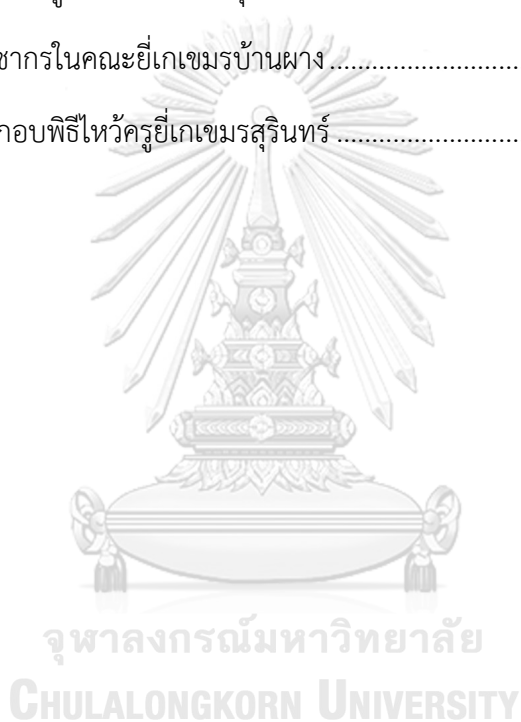 ชากรในคณะยี่เกเขมรบ้านผาง........................
กอบพิธีไหว้ครูยี่เกเขมรสุรินทร์........................
จุฬาลงกรณ์มหาวิทยาลัย
CHULALONGKORN UNIVERSITY